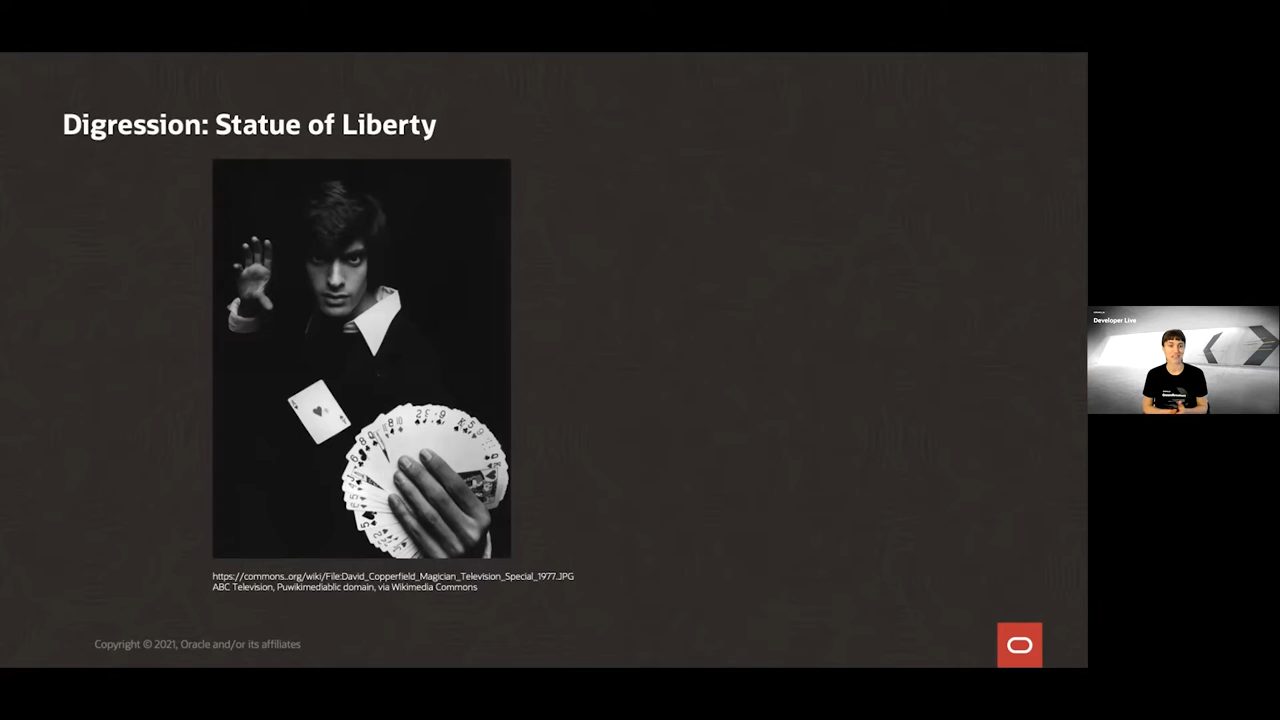 Digression: Statue of Liberty
https://commons..org/wiki/File:David_Copperfield_Magician_Television_Special_1977.JPG
ABC Television, Puwikimediablic domain, via Wikimedia Commons
Copyright © 2021, Oracle and/or its affiliates
ORACLE
Developer Live